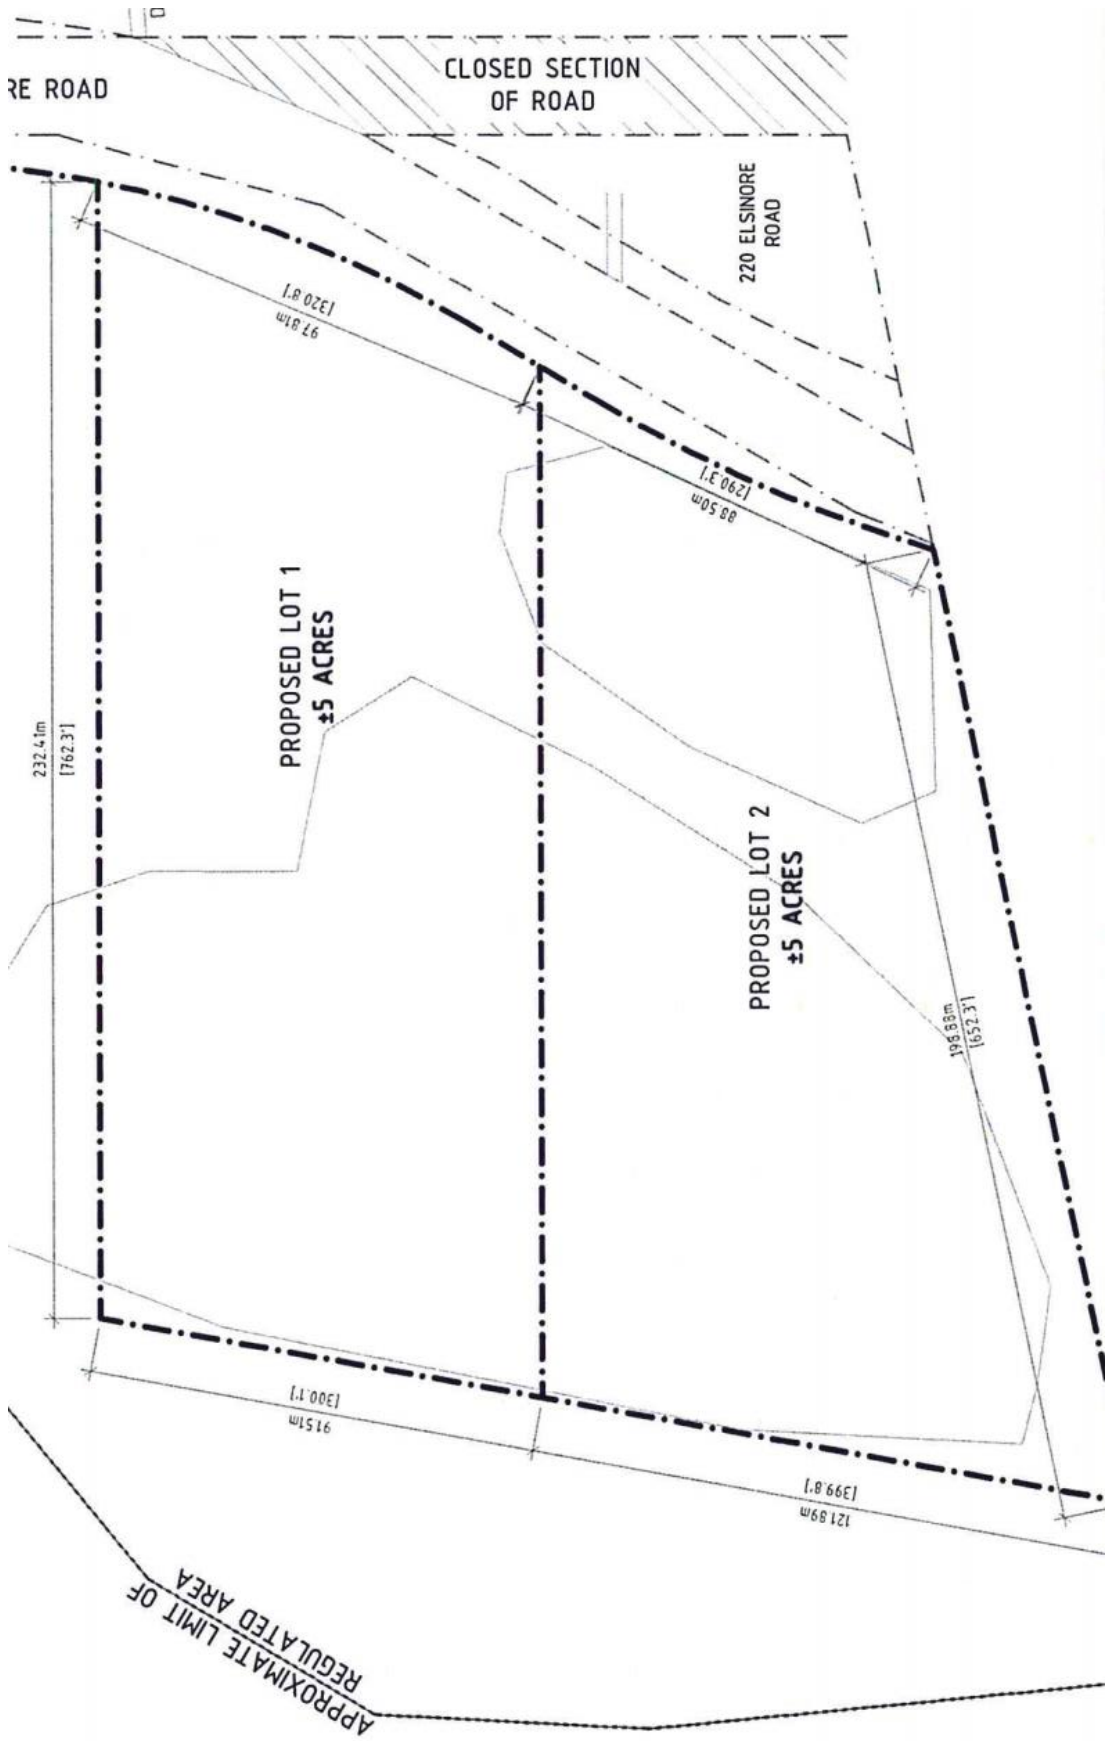 CLOSED SECTION
OF ROAD
RE ROAD
220 ELSINORE
ROAD
97.81m
[320.8']
88.50m
[290.3']
PROPOSED LOT 1
±5 ACRES
232.41m
[762.3']
PROPOSED LOT 2
±5 ACRES
198.88m
[652.3']
91.51m
[300.1']
121.89m
[399.8']
APPROXIMATE LIMIT OF
REGULATED AREA